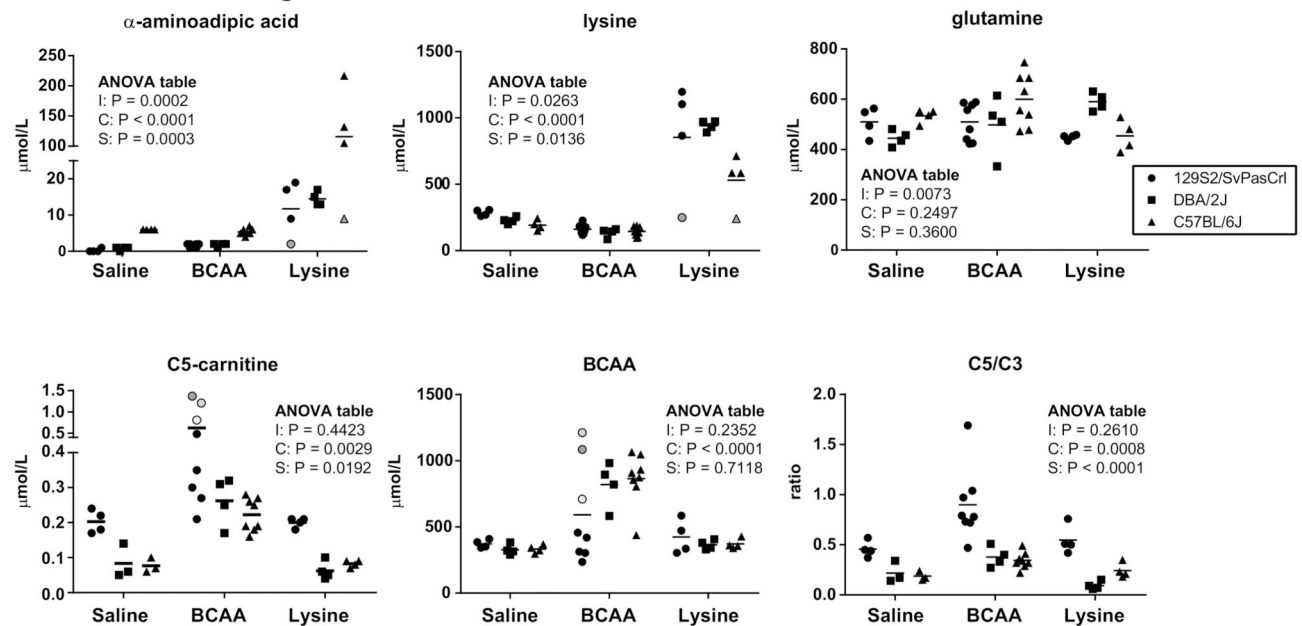 α-aminoadipic acid
μmol/L
250
200
150
100
20
10
0
ANOVA table
I: P = 0.0002
C: P < 0.0001
S: P = 0.0003
Saline BCAA Lysine
lysine
μmol/L
1500
1000
500
0
ANOVA table
I: P = 0.0263
C: P < 0.0001
S: P = 0.0136
Saline BCAA Lysine
glutamine
μmol/L
800
600
400
200
0
ANOVA table
I: P = 0.0073
C: P = 0.2497
S: P = 0.3600
Saline BCAA Lysine
129S2/SvPasCrl
DBA/2J
C57BL/6J
C5-carnitine
μmol/L
1.5
1.0
0.5
0.4
0.3
0.2
0.1
0.0
ANOVA table
I: P = 0.4423
C: P = 0.0029
S: P = 0.0192
Saline BCAA Lysine
BCAA
μmol/L
1500
1000
500
0
ANOVA table
I: P = 0.2352
C: P < 0.0001
S: P = 0.7118
Saline BCAA Lysine
C5/C3
ratio
2.0
1.5
1.0
0.5
0.0
ANOVA table
I: P = 0.2610
C: P = 0.0008
S: P < 0.0001
Saline BCAA Lysine